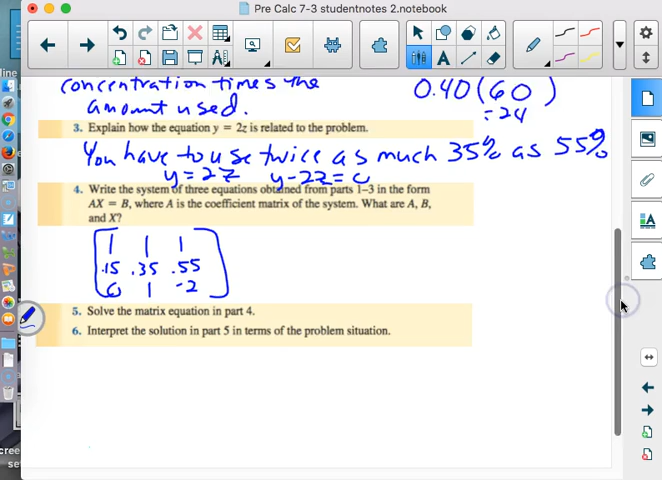 Pre Calc 7-3 studentnotes 2.notebook
concentration times the
amount used.
0.40(60)
=24
3. Explain how the equation y = 2z is related to the problem.
You have to use twice as much 35% as 55%
y=2z y-2z=0
4. Write the system of three equations obtained from parts 1–3 in the form
AX = B, where A is the coefficient matrix of the system. What are A, B,
and X?
1 1 1
.15 .35 .55
0 1 -2
5. Solve the matrix equation in part 4.
6. Interpret the solution in part 5 in terms of the problem situation.